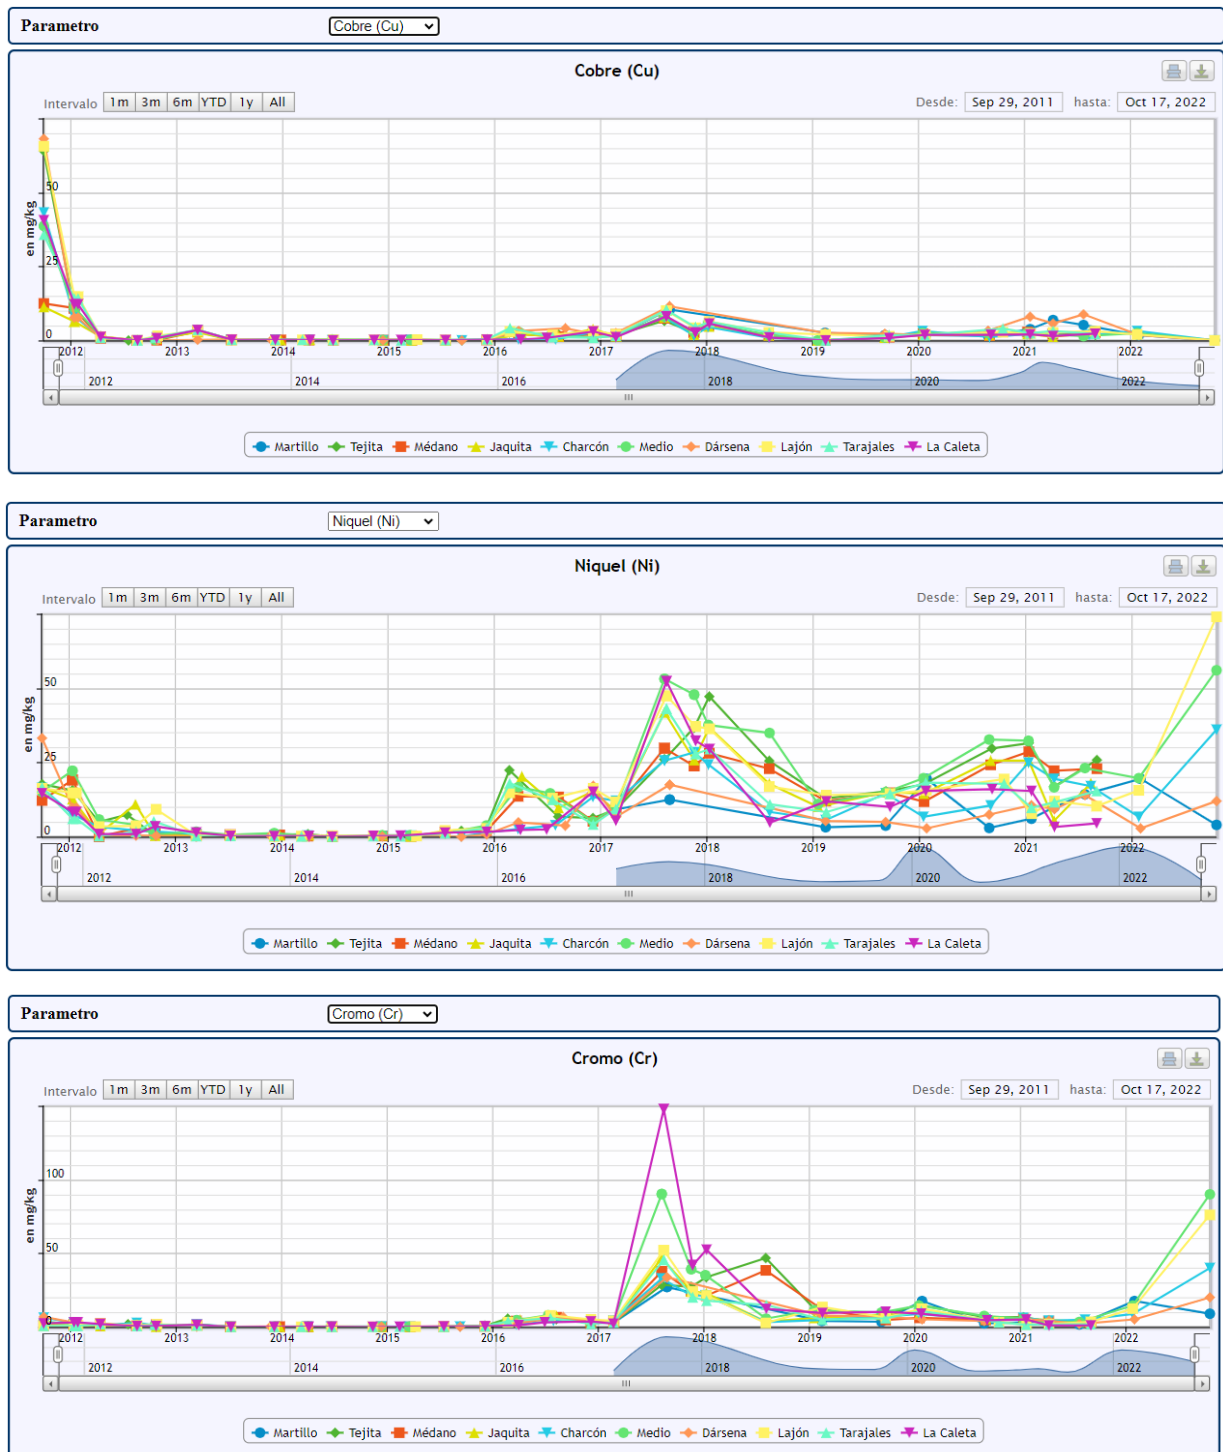 Parametro Cobre (Cu)
Cobre (Cu)
Intervalo 1m 3m 6m YTD 1y All Desde: Sep 29, 2011 hasta: Oct 17, 2022
en mg/kg
50
25
0
2012 2013 2014 2015 2016 2017 2018 2019 2020 2021 2022
2012 2014 2016 2018 2020 2022
Martillo Tejita Médano Jaquita Charcón Medio Dársena Lajón Tarajales La Caleta
Parametro Niquel (Ni)
Niquel (Ni)
Intervalo 1m 3m 6m YTD 1y All Desde: Sep 29, 2011 hasta: Oct 17, 2022
en mg/kg
50
25
0
2012 2013 2014 2015 2016 2017 2018 2019 2020 2021 2022
2012 2014 2016 2018 2020 2022
Martillo Tejita Médano Jaquita Charcón Medio Dársena Lajón Tarajales La Caleta
Parametro Cromo (Cr)
Cromo (Cr)
Intervalo 1m 3m 6m YTD 1y All Desde: Sep 29, 2011 hasta: Oct 17, 2022
en mg/kg
100
50
0
2012 2013 2014 2015 2016 2017 2018 2019 2020 2021 2022
2012 2014 2016 2018 2020 2022
Martillo Tejita Médano Jaquita Charcón Medio Dársena Lajón Tarajales La Caleta